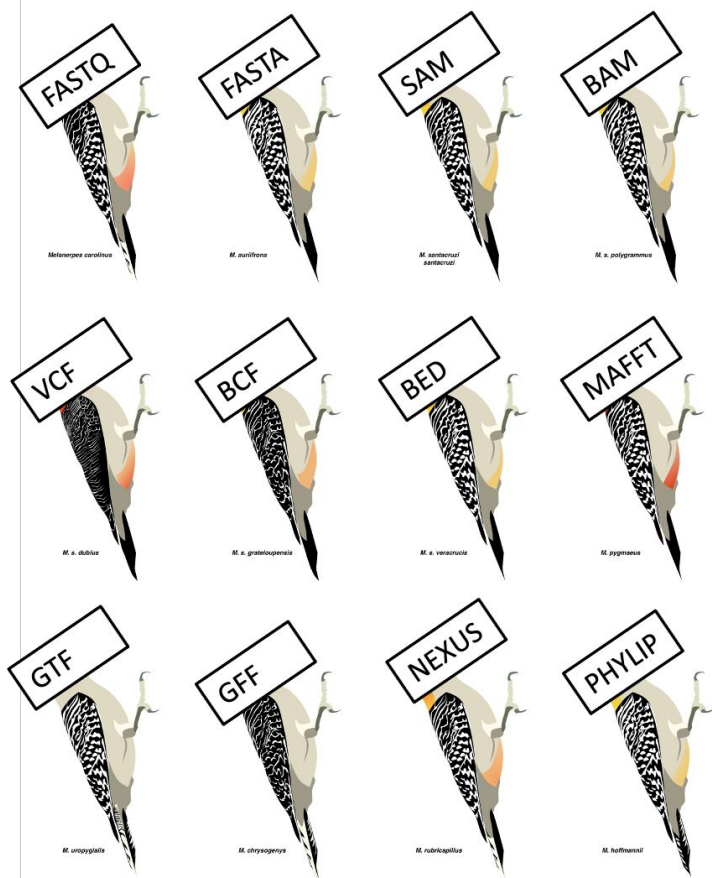 FASTQ
FASTA
SAM
BAM
Melanerpes carolinus
M. aurifrons
M. santacruzi
santacruzi
M. s. polygrammus
VCF
BCF
BED
MAFFT
M. s. dubius
M. s. grateloupensis
M. s. veracrucis
M. pygmaeus
GTF
GFF
NEXUS
PHYLIP
M. uropygialis
M. chrysogenys
M. rubricapillus
M. hoffmannii